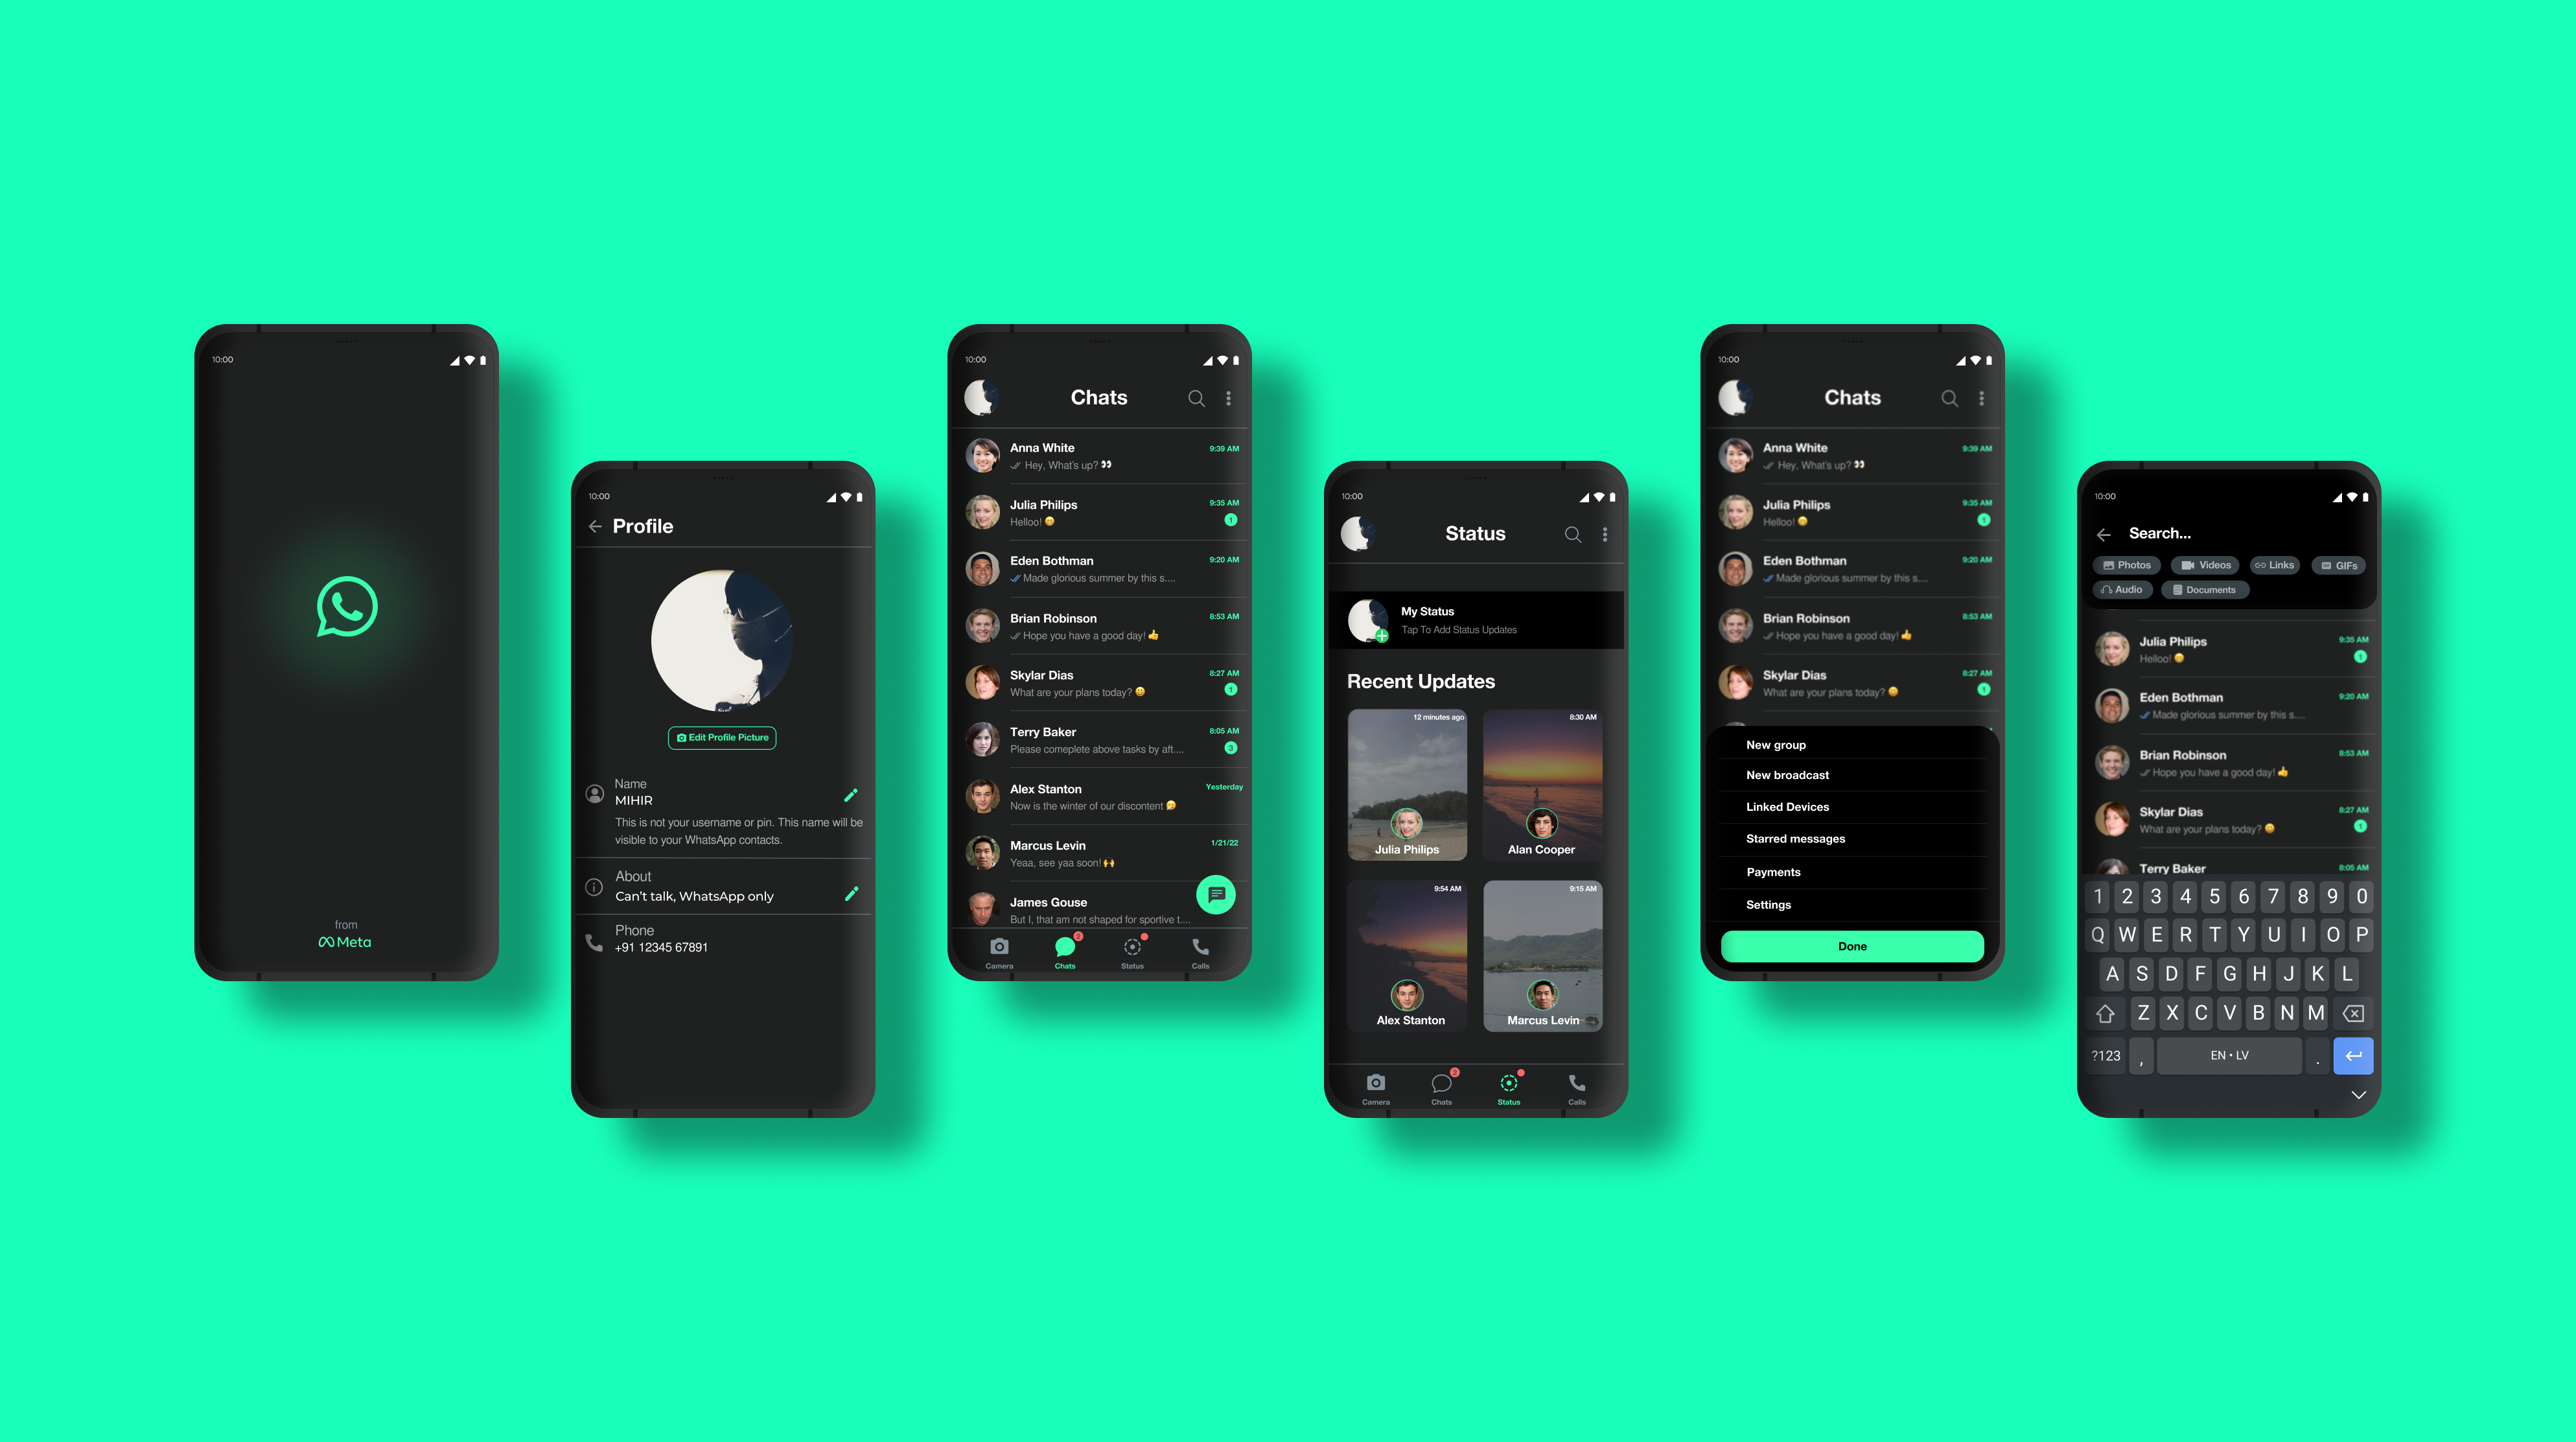 10:00
from
Meta
10:00
Profile
Edit Profile Picture
Name
MIHIR
This is not your username or pin. This name will be
visible to your WhatsApp contacts.
About
Can't talk, WhatsApp only
Phone
+91 12345 67891
10:00
Chats
Anna White 9:39 AM
Hey, What's up? 👀
Julia Philips 9:35 AM
Helloo! 😁 1
Eden Bothman 9:20 AM
Made glorious summer by this s....
Brian Robinson 8:53 AM
Hope you have a good day! 👍
Skylar Dias 8:27 AM
What are your plans today? 😃 1
Terry Baker 8:05 AM
Please comeplete above tasks by aft.... 3
Alex Stanton Yesterday
Now is the winter of our discontent 🤔
Marcus Levin 1/21/22
Yeaa, see yaa soon! 🙌
James Gouse
But I, that am not shaped for sportive t....
2
Camera Chats Status Calls
10:00
Status
My Status
Tap To Add Status Updates
Recent Updates
12 minutes ago
Julia Philips
8:30 AM
Alan Cooper
9:54 AM
Alex Stanton
9:15 AM
Marcus Levin
2
Camera Chats Status Calls
10:00
Chats
Anna White 9:39 AM
Hey, What's up? 👀
Julia Philips 9:35 AM
Helloo! 😁 1
Eden Bothman 9:20 AM
Made glorious summer by this s....
Brian Robinson 8:53 AM
Hope you have a good day! 👍
Skylar Dias 8:27 AM
What are your plans today? 😃 1
New group
New broadcast
Linked Devices
Starred messages
Payments
Settings
Done
10:00
Search...
Photos Videos Links GIFs
Audio Documents
Julia Philips 9:35 AM
Helloo! 😁 1
Eden Bothman 9:20 AM
Made glorious summer by this s....
Brian Robinson 8:53 AM
Hope you have a good day! 👍
Skylar Dias 8:27 AM
What are your plans today? 😃 1
Terry Baker 8:05 AM
1 2 3 4 5 6 7 8 9 0
Q W E R T Y U I O P
A S D F G H J K L
Z X C V B N M
?123 , EN • LV .